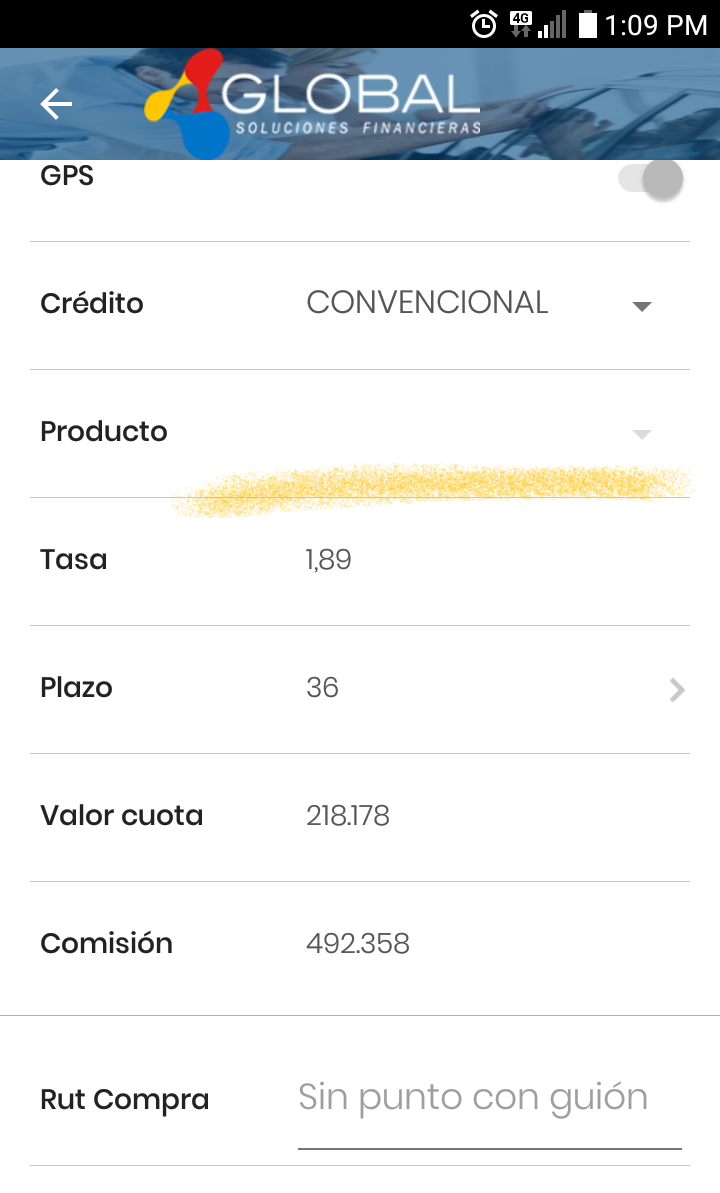 4G 1:09 PM
GLOBAL
SOLUCIONES FINANCIERAS
GPS
Crédito CONVENCIONAL
Producto
Tasa 1,89
Plazo 36
Valor cuota 218.178
Comisión 492.358
Rut Compra Sin punto con guión